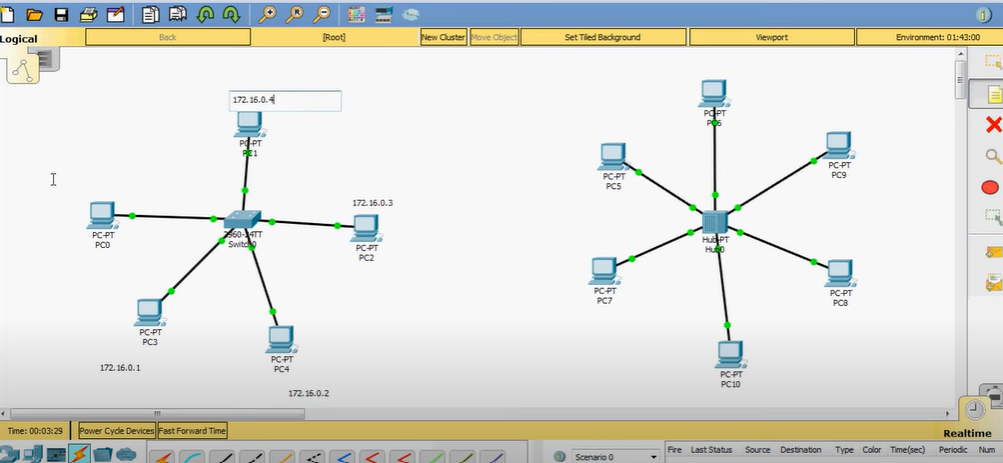 Logical
Back
[Root]
New Cluster
Move Object
Set Tiled Background
Viewport
Environment: 01:43:00
172.16.0.4
PC-PT
PC1
PC-PT
PC0
2960-24TT
Switch0
172.16.0.3
PC-PT
PC2
PC-PT
PC3
172.16.0.1
PC-PT
PC4
172.16.0.2
PC-PT
PC6
PC-PT
PC5
PC-PT
PC9
Hub-PT
Hub0
PC-PT
PC7
PC-PT
PC8
PC-PT
PC10
Time: 00:03:29
Power Cycle Devices
Fast Forward Time
Realtime
Scenario 0
Fire
Last Status
Source
Destination
Type
Color
Time(sec)
Periodic
Num